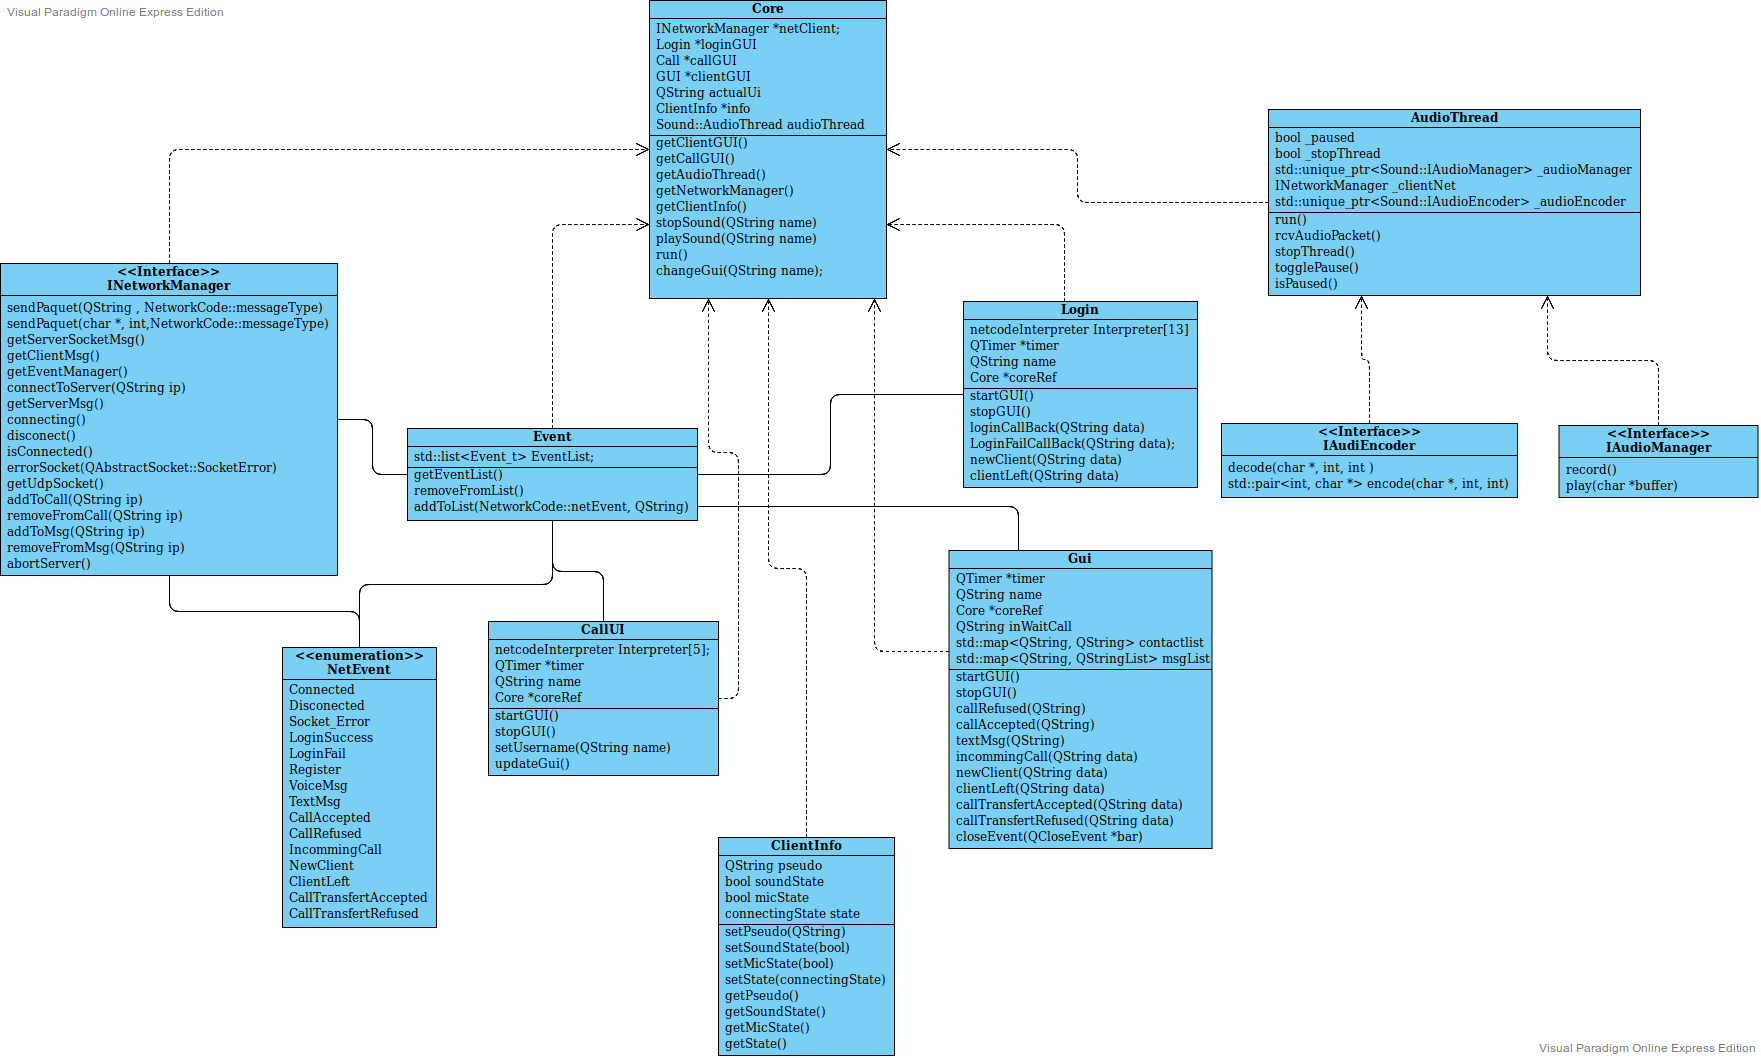 Visual Paradigm Online Express Edition
Core
INetworkManager *netClient;
Login *loginGUI
Call *callGUI
GUI *clientGUI
QString actualUi
ClientInfo *info
Sound::AudioThread audioThread
getClientGUI()
getCallGUI()
getAudioThread()
getNetworkManager()
getClientInfo()
stopSound(QString name)
playSound(QString name)
run()
changeGui(QString name);
AudioThread
bool _paused
bool _stopThread
std::unique_ptr<Sound::IAudioManager> _audioManager
INetworkManager _clientNet
std::unique_ptr<Sound::IAudioEncoder> _audioEncoder
run()
rcvAudioPacket()
stopThread()
togglePause()
isPaused()
<<Interface>>
INetworkManager
sendPaquet(QString , NetworkCode::messageType)
sendPaquet(char *, int,NetworkCode::messageType)
getServerSocketMsg()
getClientMsg()
getEventManager()
connectToServer(QString ip)
getServerMsg()
connecting()
disconect()
isConnected()
errorSocket(QAbstractSocket::SocketError)
getUdpSocket()
addToCall(QString ip)
removeFromCall(QString ip)
addToMsg(QString ip)
removeFromMsg(QString ip)
abortServer()
Login
netcodeInterpreter Interpreter[13]
QTimer *timer
QString name
Core *coreRef
startGUI()
stopGUI()
loginCallBack(QString data)
LoginFailCallBack(QString data);
newClient(QString data)
clientLeft(QString data)
Event
std::list<Event_t> EventList;
getEventList()
removeFromList()
addToList(NetworkCode::netEvent, QString)
<<Interface>>
IAudiEncoder
decode(char *, int, int )
std::pair<int, char *> encode(char *, int, int)
<<Interface>>
IAudioManager
record()
play(char *buffer)
Gui
QTimer *timer
QString name
Core *coreRef
QString inWaitCall
std::map<QString, QString> contactlist
std::map<QString, QStringList> msgList
startGUI()
stopGUI()
callRefused(QString)
callAccepted(QString)
textMsg(QString)
incommingCall(QString data)
newClient(QString data)
clientLeft(QString data)
callTransfertAccepted(QString data)
callTransfertRefused(QString data)
closeEvent(QCloseEvent *bar)
CallUI
netcodeInterpreter Interpreter[5];
QTimer *timer
QString name
Core *coreRef
startGUI()
stopGUI()
setUsername(QString name)
updateGui()
<<enumeration>>
NetEvent
Connected
Disconected
Socket_Error
LoginSuccess
LoginFail
Register
VoiceMsg
TextMsg
CallAccepted
CallRefused
IncommingCall
NewClient
ClientLeft
CallTransfertAccepted
CallTransfertRefused
ClientInfo
QString pseudo
bool soundState
bool micState
connectingState state
setPseudo(QString)
setSoundState(bool)
setMicState(bool)
setState(connectingState)
getPseudo()
getSoundState()
getMicState()
getState()
Visual Paradigm Online Express Edition